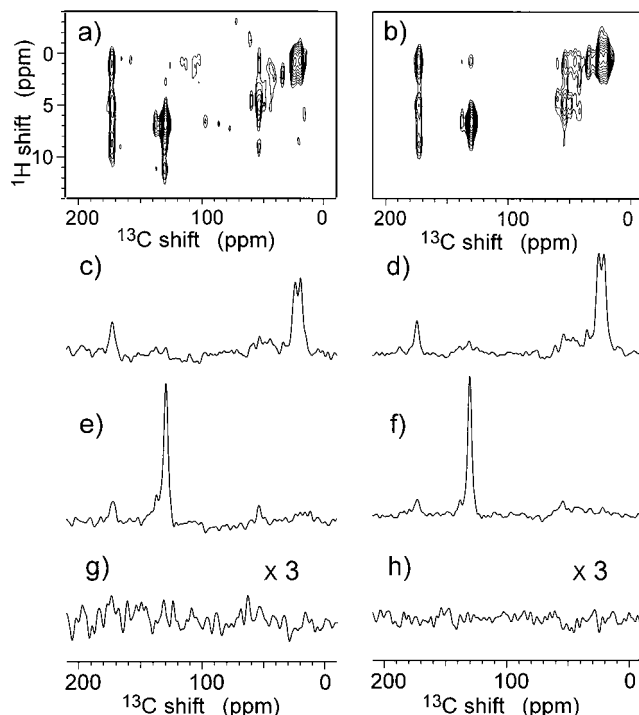 a)
b)
0
5
10
¹H shift (ppm)
200 100 0
¹³C shift (ppm)
200 100 0
¹³C shift (ppm)
c)
d)
e)
f)
g) x 3
h) x 3
200 100 0
¹³C shift (ppm)
200 100 0
¹³C shift (ppm)